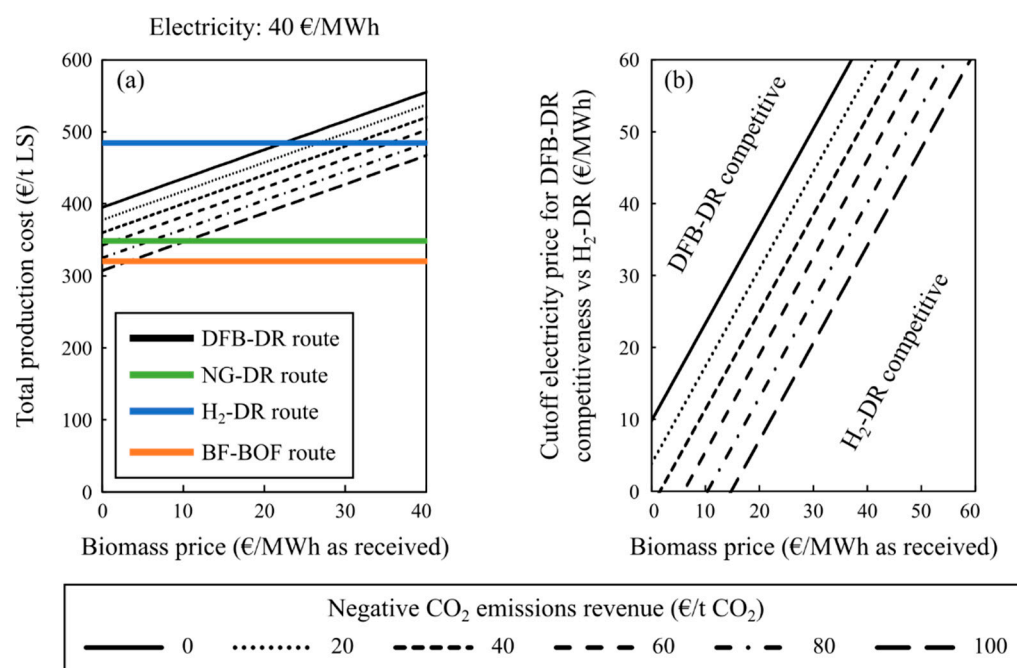 Electricity: 40 €/MWh
(a)
Total production cost (€/t LS)
600
500
400
300
200
100
0
0 10 20 30 40
Biomass price (€/MWh as received)
DFB-DR route
NG-DR route
H₂-DR route
BF-BOF route
(b)
Cutoff electricity price for DFB-DR
competitiveness vs H₂-DR (€/MWh)
60
50
40
30
20
10
0
0 10 20 30 40 50 60
Biomass price (€/MWh as received)
DFB-DR competitive
H₂-DR competitive
Negative CO₂ emissions revenue (€/t CO₂)
0 20 40 60 80 100